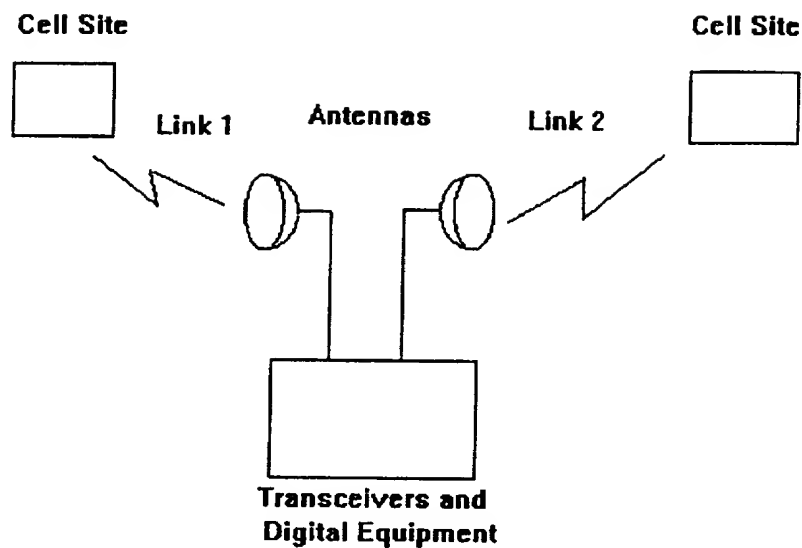 Cell Site
Cell Site
Link 1
Antennas
Link 2
Transceivers and
Digital Equipment